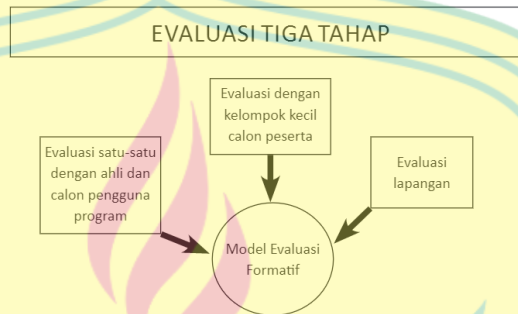 EVALUASI TIGA TAHAP
Evaluasi dengan
kelompok kecil
calon peserta
Evaluasi satu-satu
dengan ahli dan
calon pengguna
program
Evaluasi
lapangan
Model Evaluasi
Formatif